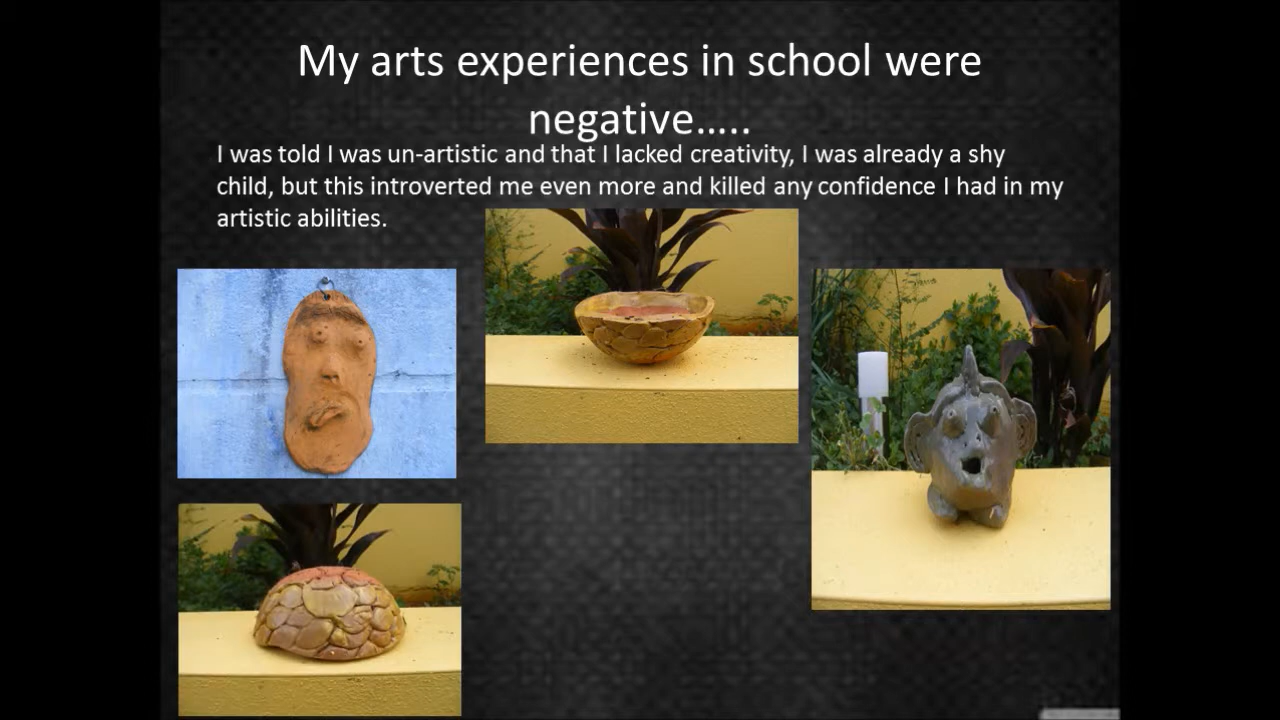 My arts experiences in school were
negative…..
I was told I was un-artistic and that I lacked creativity, I was already a shy
child, but this introverted me even more and killed any confidence I had in my
artistic abilities.